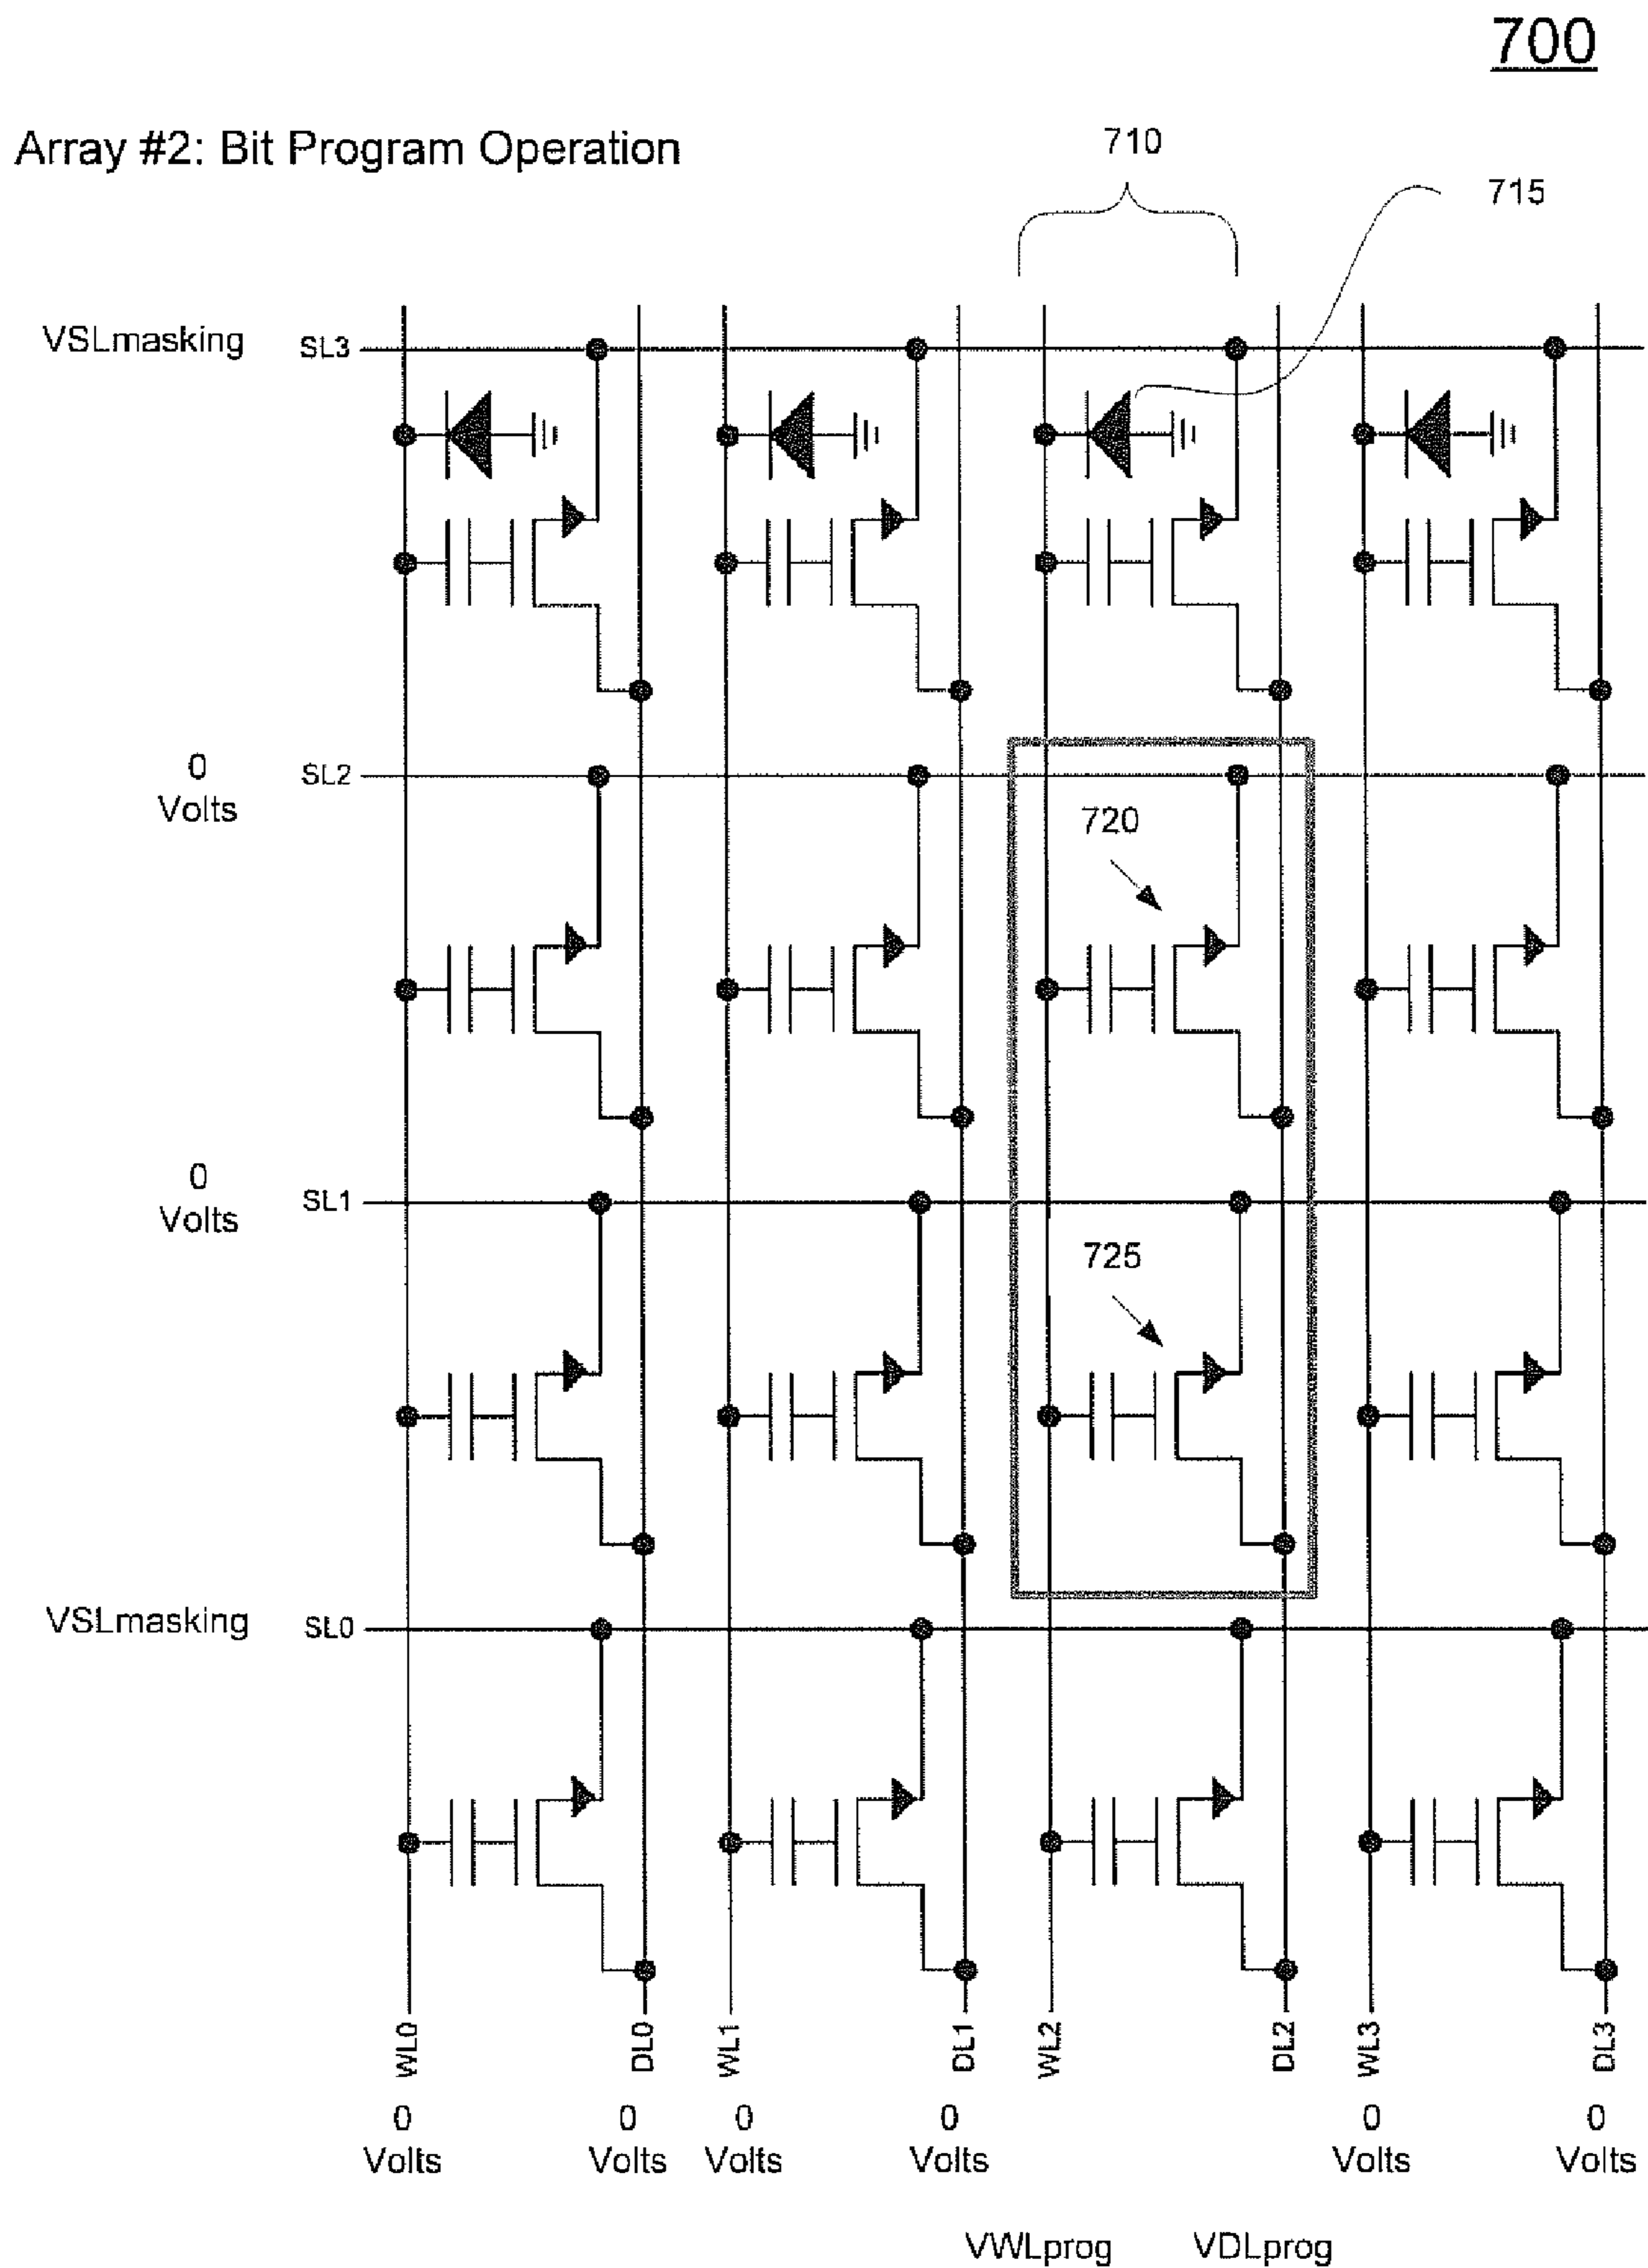 700
Array #2: Bit Program Operation
710
715
VSLmasking
SL3
0
Volts
SL2
720
0
Volts
SL1
725
VSLmasking
SL0
WL0
DL0
WL1
DL1
WL2
DL2
WL3
DL3
0
Volts
0
Volts
0
Volts
0
Volts
0
Volts
0
Volts
VWLprog
VDLprog